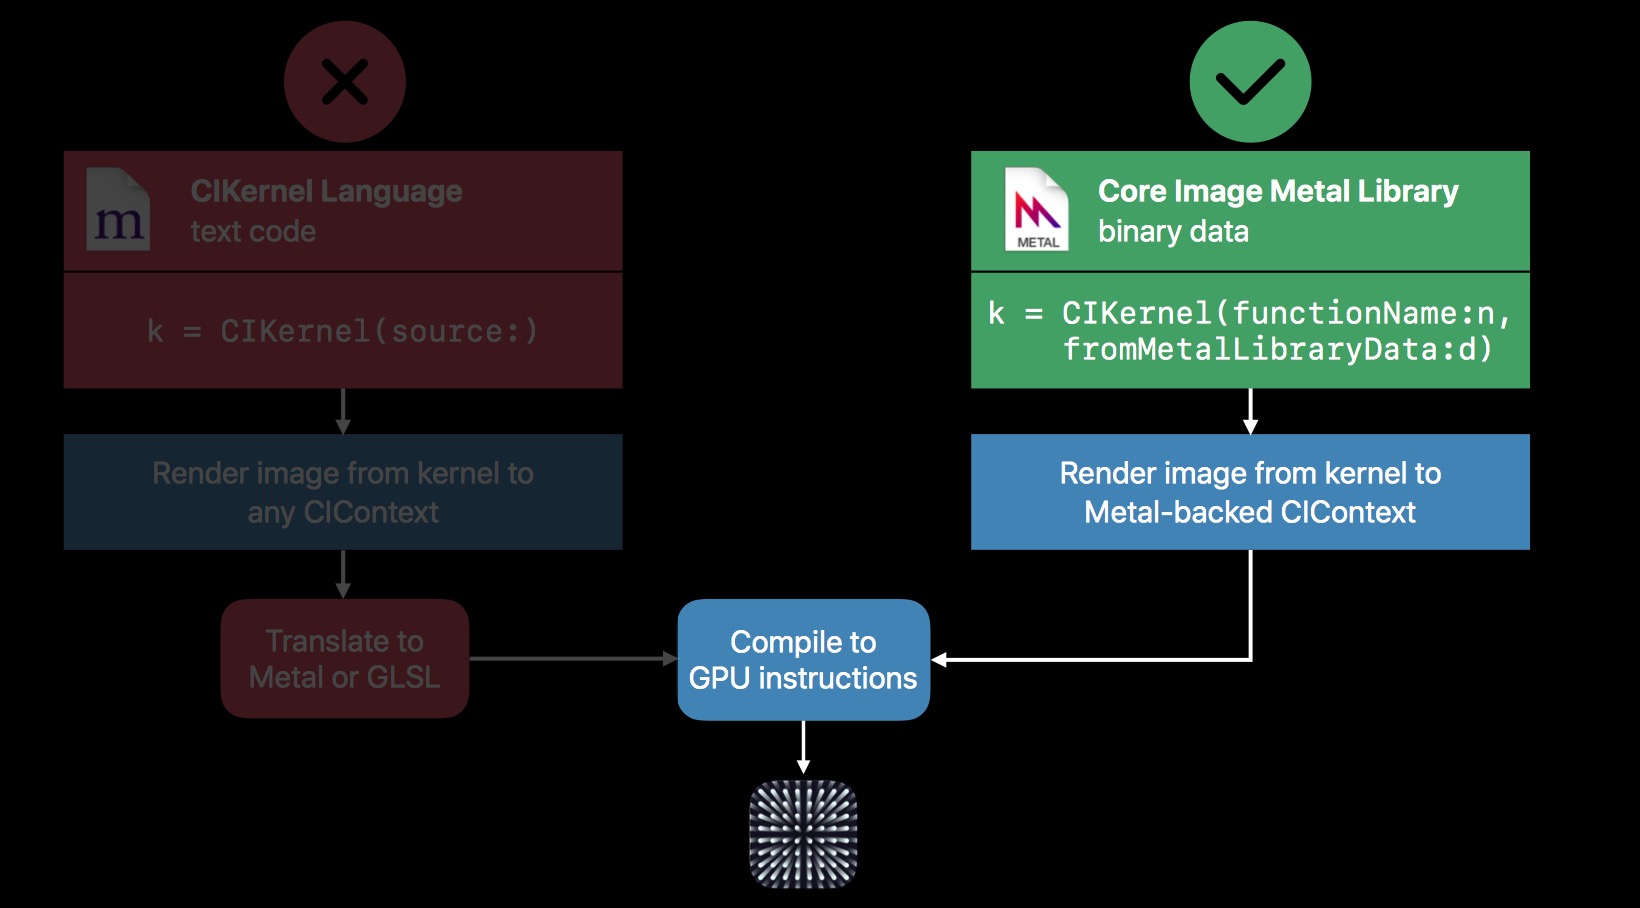 CIKernel Language
text code
k = CIKernel(source:)
Render image from kernel to
any CIContext
Translate to
Metal or GLSL
m
METAL
Core Image Metal Library
binary data
k = CIKernel(functionName:n,
fromMetalLibraryData:d)
Render image from kernel to
Metal-backed CIContext
Compile to
GPU instructions